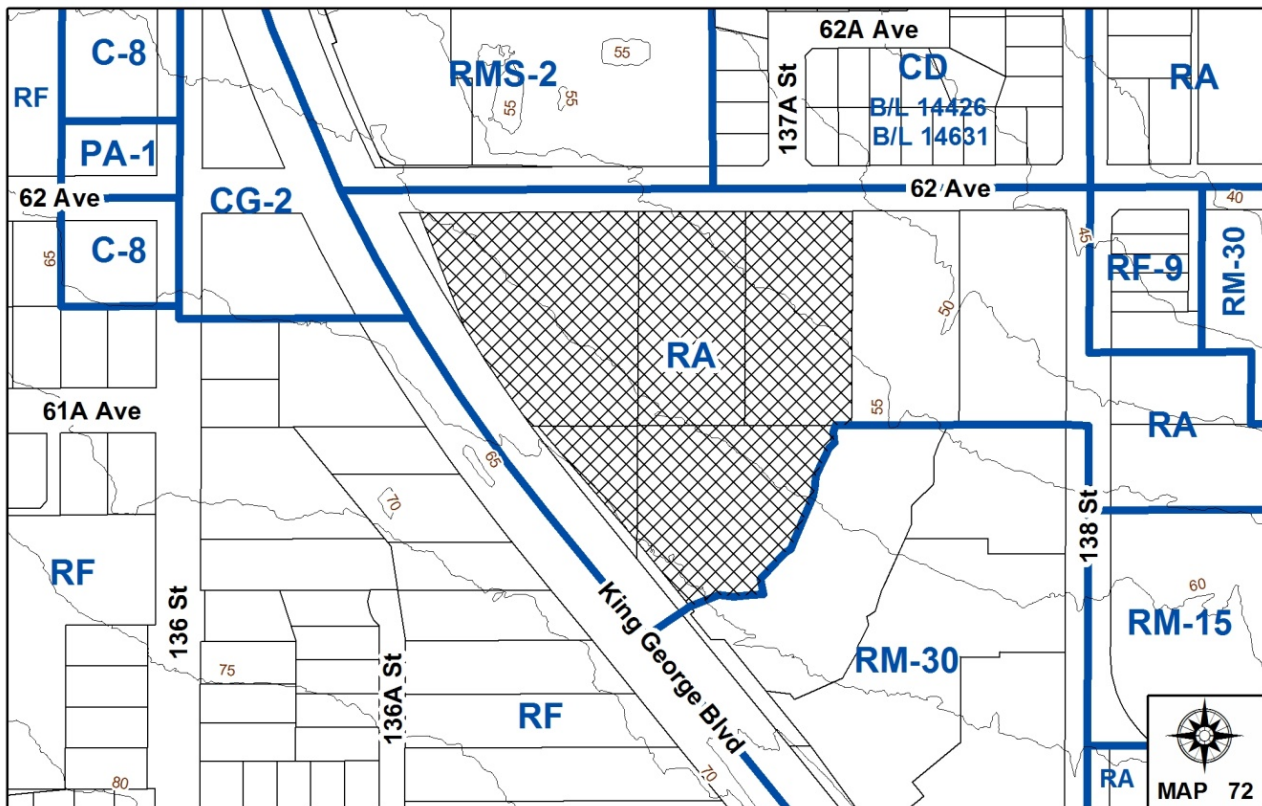 62A Ave
C-8
RF
RMS-2
55
55
55
137A St
CD
B/L 14426
B/L 14631
RA
PA-1
62 Ave
CG-2
62 Ave
40
C-8
65
45
RF-9
RM-30
50
RA
55
61A Ave
RA
65
70
138 St
RF
136 St
King George Blvd
60
RM-15
75
136A St
RM-30
RF
80
70
RA
MAP 72